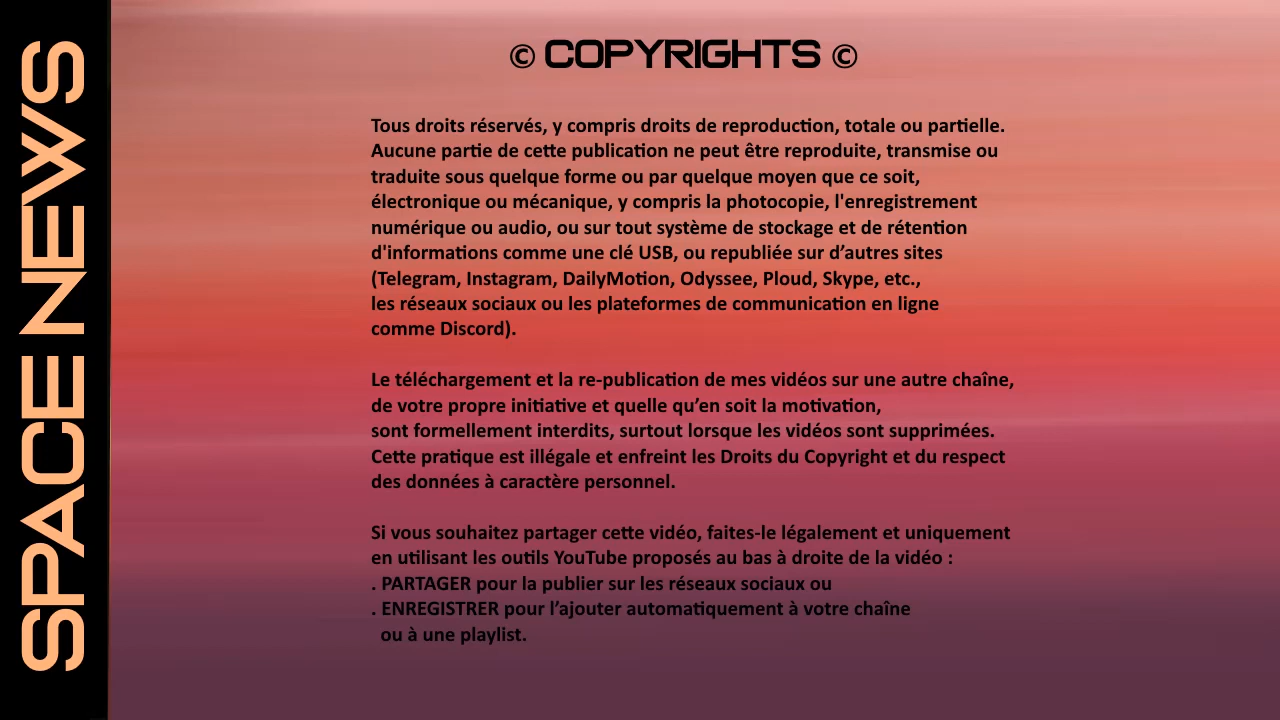 SPACE NEWS
© COPYRIGHTS ©
Tous droits réservés, y compris droits de reproduction, totale ou partielle.
Aucune partie de cette publication ne peut être reproduite, transmise ou
traduite sous quelque forme ou par quelque moyen que ce soit,
électronique ou mécanique, y compris la photocopie, l'enregistrement
numérique ou audio, ou sur tout système de stockage et de rétention
d'informations comme une clé USB, ou republiée sur d’autres sites
(Telegram, Instagram, DailyMotion, Odyssee, Ploud, Skype, etc.,
les réseaux sociaux ou les plateformes de communication en ligne
comme Discord).
Le téléchargement et la re-publication de mes vidéos sur une autre chaîne,
de votre propre initiative et quelle qu’en soit la motivation,
sont formellement interdits, surtout lorsque les vidéos sont supprimées.
Cette pratique est illégale et enfreint les Droits du Copyright et du respect
des données à caractère personnel.
Si vous souhaitez partager cette vidéo, faites-le légalement et uniquement
en utilisant les outils YouTube proposés au bas à droite de la vidéo :
. PARTAGER pour la publier sur les réseaux sociaux ou
. ENREGISTRER pour l’ajouter automatiquement à votre chaîne
ou à une playlist.